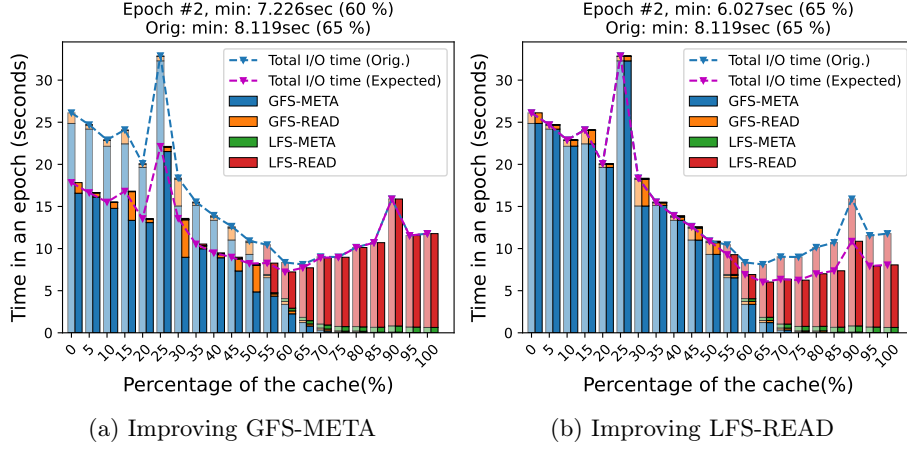 Epoch #2, min: 7.226sec (60 %)
Orig: min: 8.119sec (65 %)
Time in an epoch (seconds)
30
25
20
15
10
5
0
Total I/O time (Orig.)
Total I/O time (Expected)
GFS-META
GFS-READ
LFS-META
LFS-READ
0 5 10 15 20 25 30 35 40 45 50 55 60 65 70 75 80 85 90 95 100
Percentage of the cache(%)
(a) Improving GFS-META
Epoch #2, min: 6.027sec (65 %)
Orig: min: 8.119sec (65 %)
Time in an epoch (seconds)
30
25
20
15
10
5
0
Total I/O time (Orig.)
Total I/O time (Expected)
GFS-META
GFS-READ
LFS-META
LFS-READ
0 5 10 15 20 25 30 35 40 45 50 55 60 65 70 75 80 85 90 95 100
Percentage of the cache(%)
(b) Improving LFS-READ